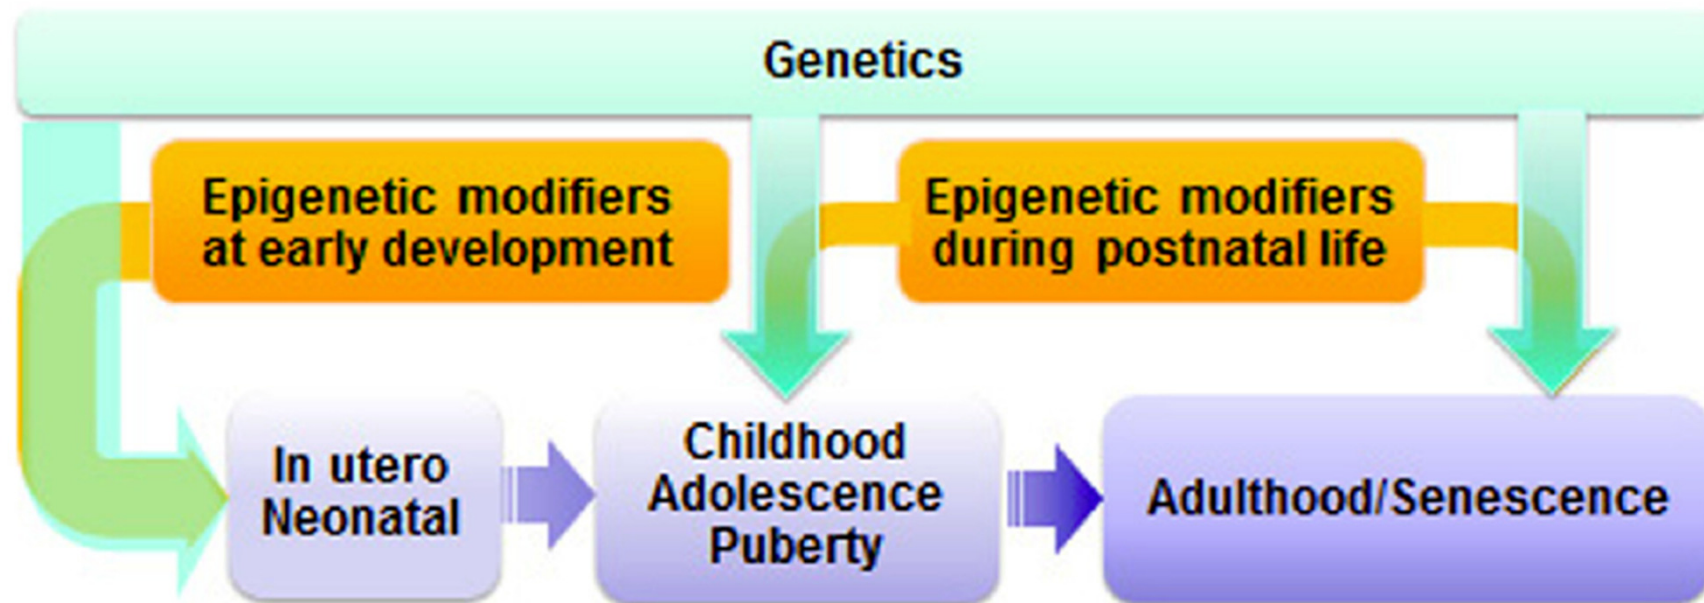 Genetics
Epigenetic modifiers
at early development
Epigenetic modifiers
during postnatal life
In utero
Neonatal
Childhood
Adolescence
Puberty
Adulthood/Senescence